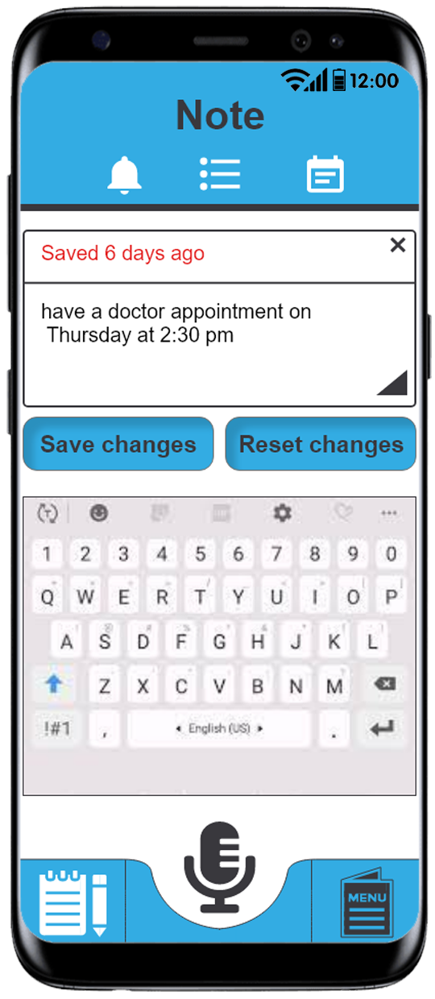 12:00
Note
Saved 6 days ago
have a doctor appointment on
Thursday at 2:30 pm
Save changes
Reset changes
1 2 3 4 5 6 7 8 9 0
Q W E R T Y U I O P
A S D F G H J K L
Z X C V B N M
!#1 , English (US) .
MENU